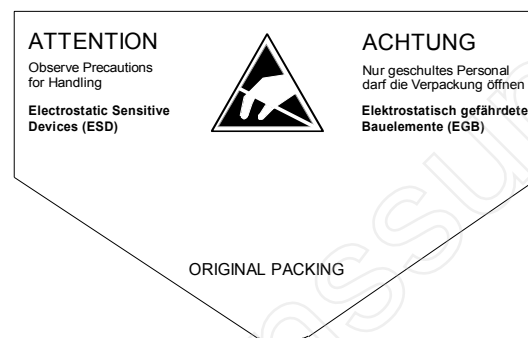 ATTENTION
Observe Precautions
for Handling
Electrostatic Sensitive
Devices (ESD)
ACHTUNG
Nur geschultes Personal
darf die Verpackung öffnen
Elektrostatisch gefährdete
Bauelemente (EGB)
ORIGINAL PACKING